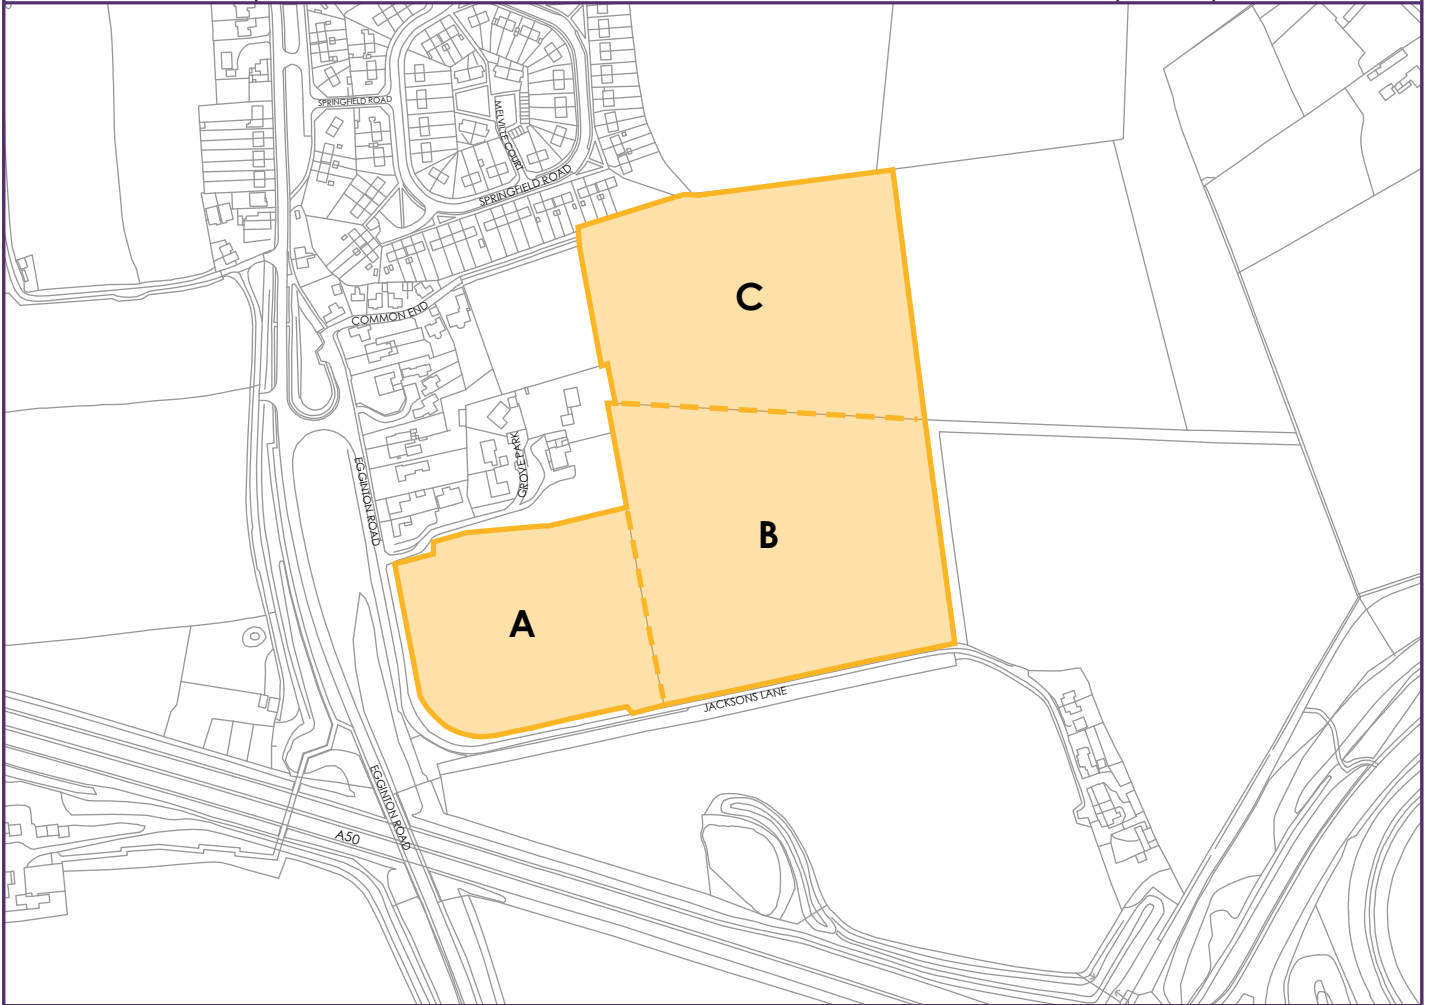 SPRINGFIELD ROAD
MELVILLE COURT
SPRINGFIELD ROAD
C
COMMON END
GROVE PARK
EGGINTON ROAD
B
A
JACKSONS LANE
EGGINTON ROAD
A50